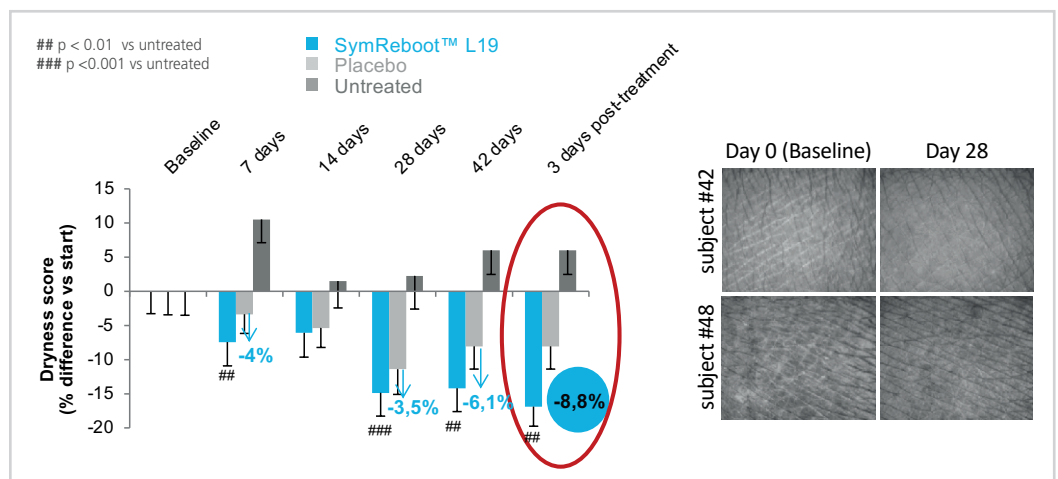 ## p < 0.01 vs untreated
### p <0.001 vs untreated
SymReboot™ L19
Placebo
Untreated
Baseline
7 days
14 days
28 days
42 days
3 days post-treatment
Dryness score
(% difference vs start)
15
10
5
0
-5
-10
-15
-20
##
-4%
###
-3,5%
##
-6,1%
##
-8,8%
Day 0 (Baseline)
Day 28
subject #42
subject #48